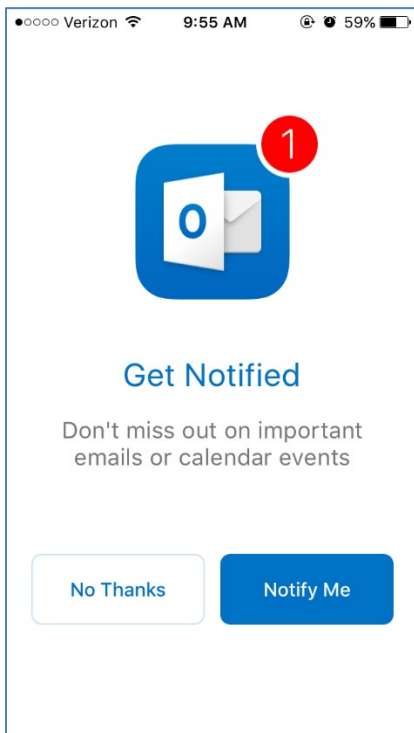 Verizon 9:55 AM 59%
1
O
Get Notified
Don't miss out on important
emails or calendar events
No Thanks Notify Me